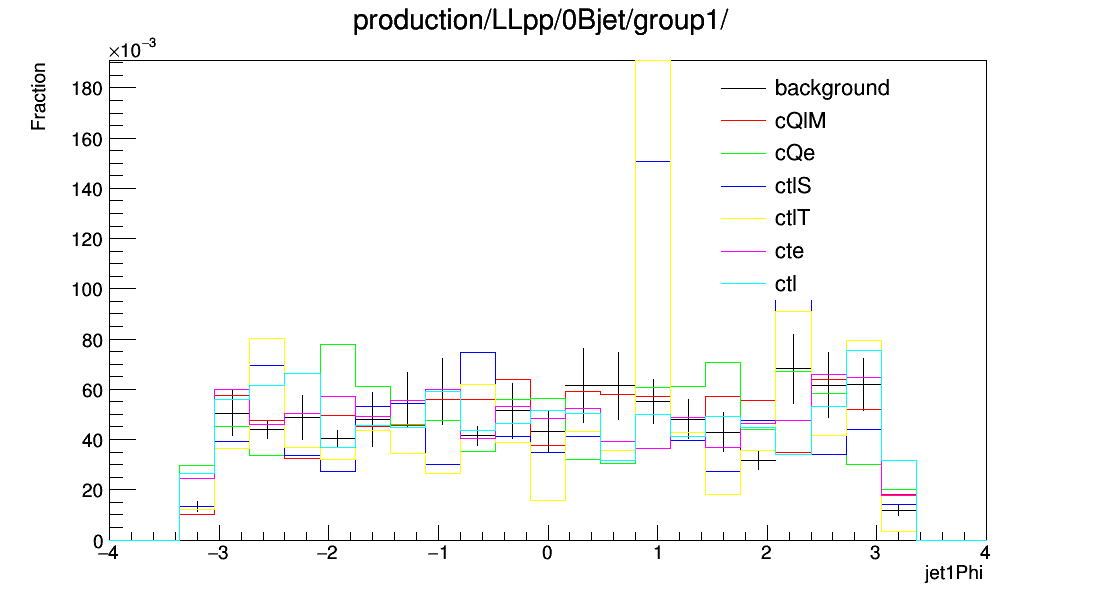 production/LLpp/0Bjet/group1/
×10⁻³
Fraction
180
160
140
120
100
80
60
40
20
0
background
cQlM
cQe
ctlS
ctlT
cte
ctl
−4 −3 −2 −1 0 1 2 3 4
jet1Phi